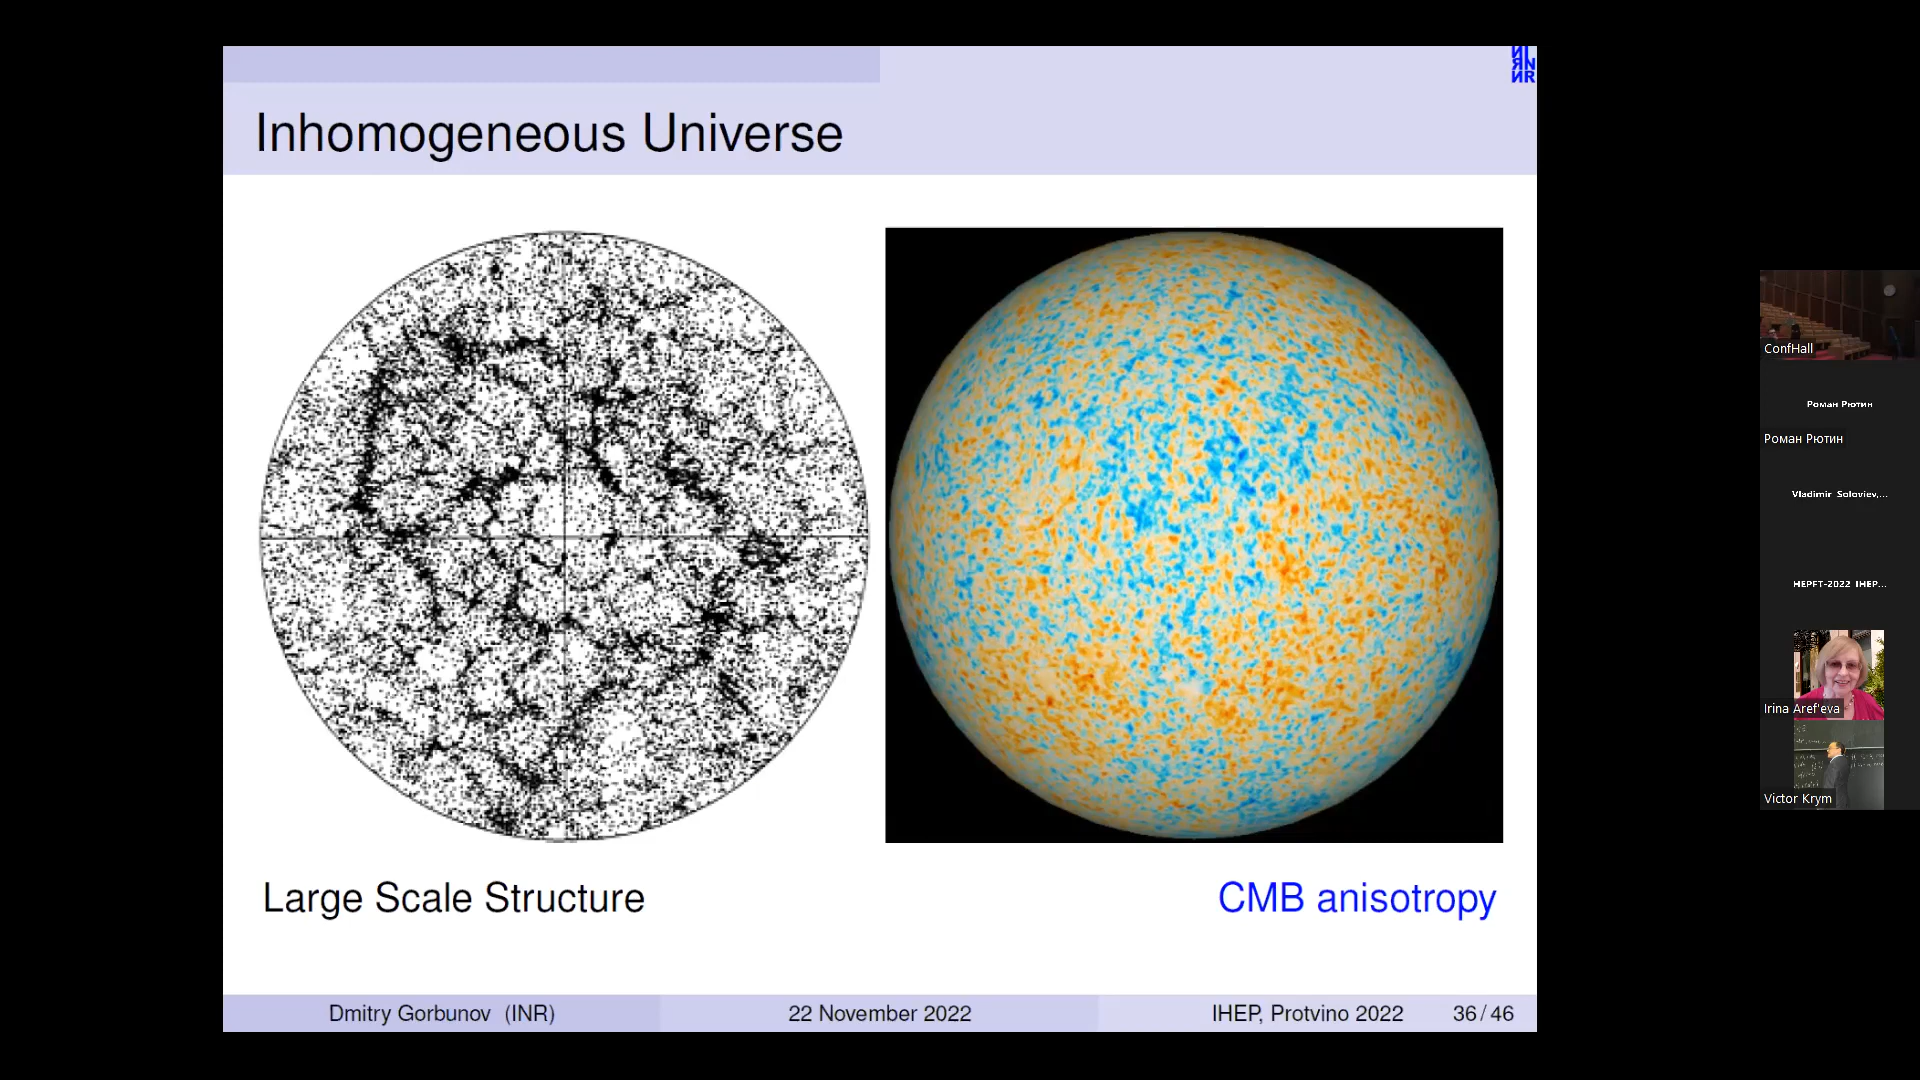 Inhomogeneous Universe
Large Scale Structure
CMB anisotropy
Dmitry Gorbunov (INR)
22 November 2022
IHEP, Protvino 2022
36/46
ConfHall
Роман Рютин
Роман Рютин
Vladimir Soloviev,...
HEPFT-2022 IHEP...
Irina Aref'eva
Victor Krym